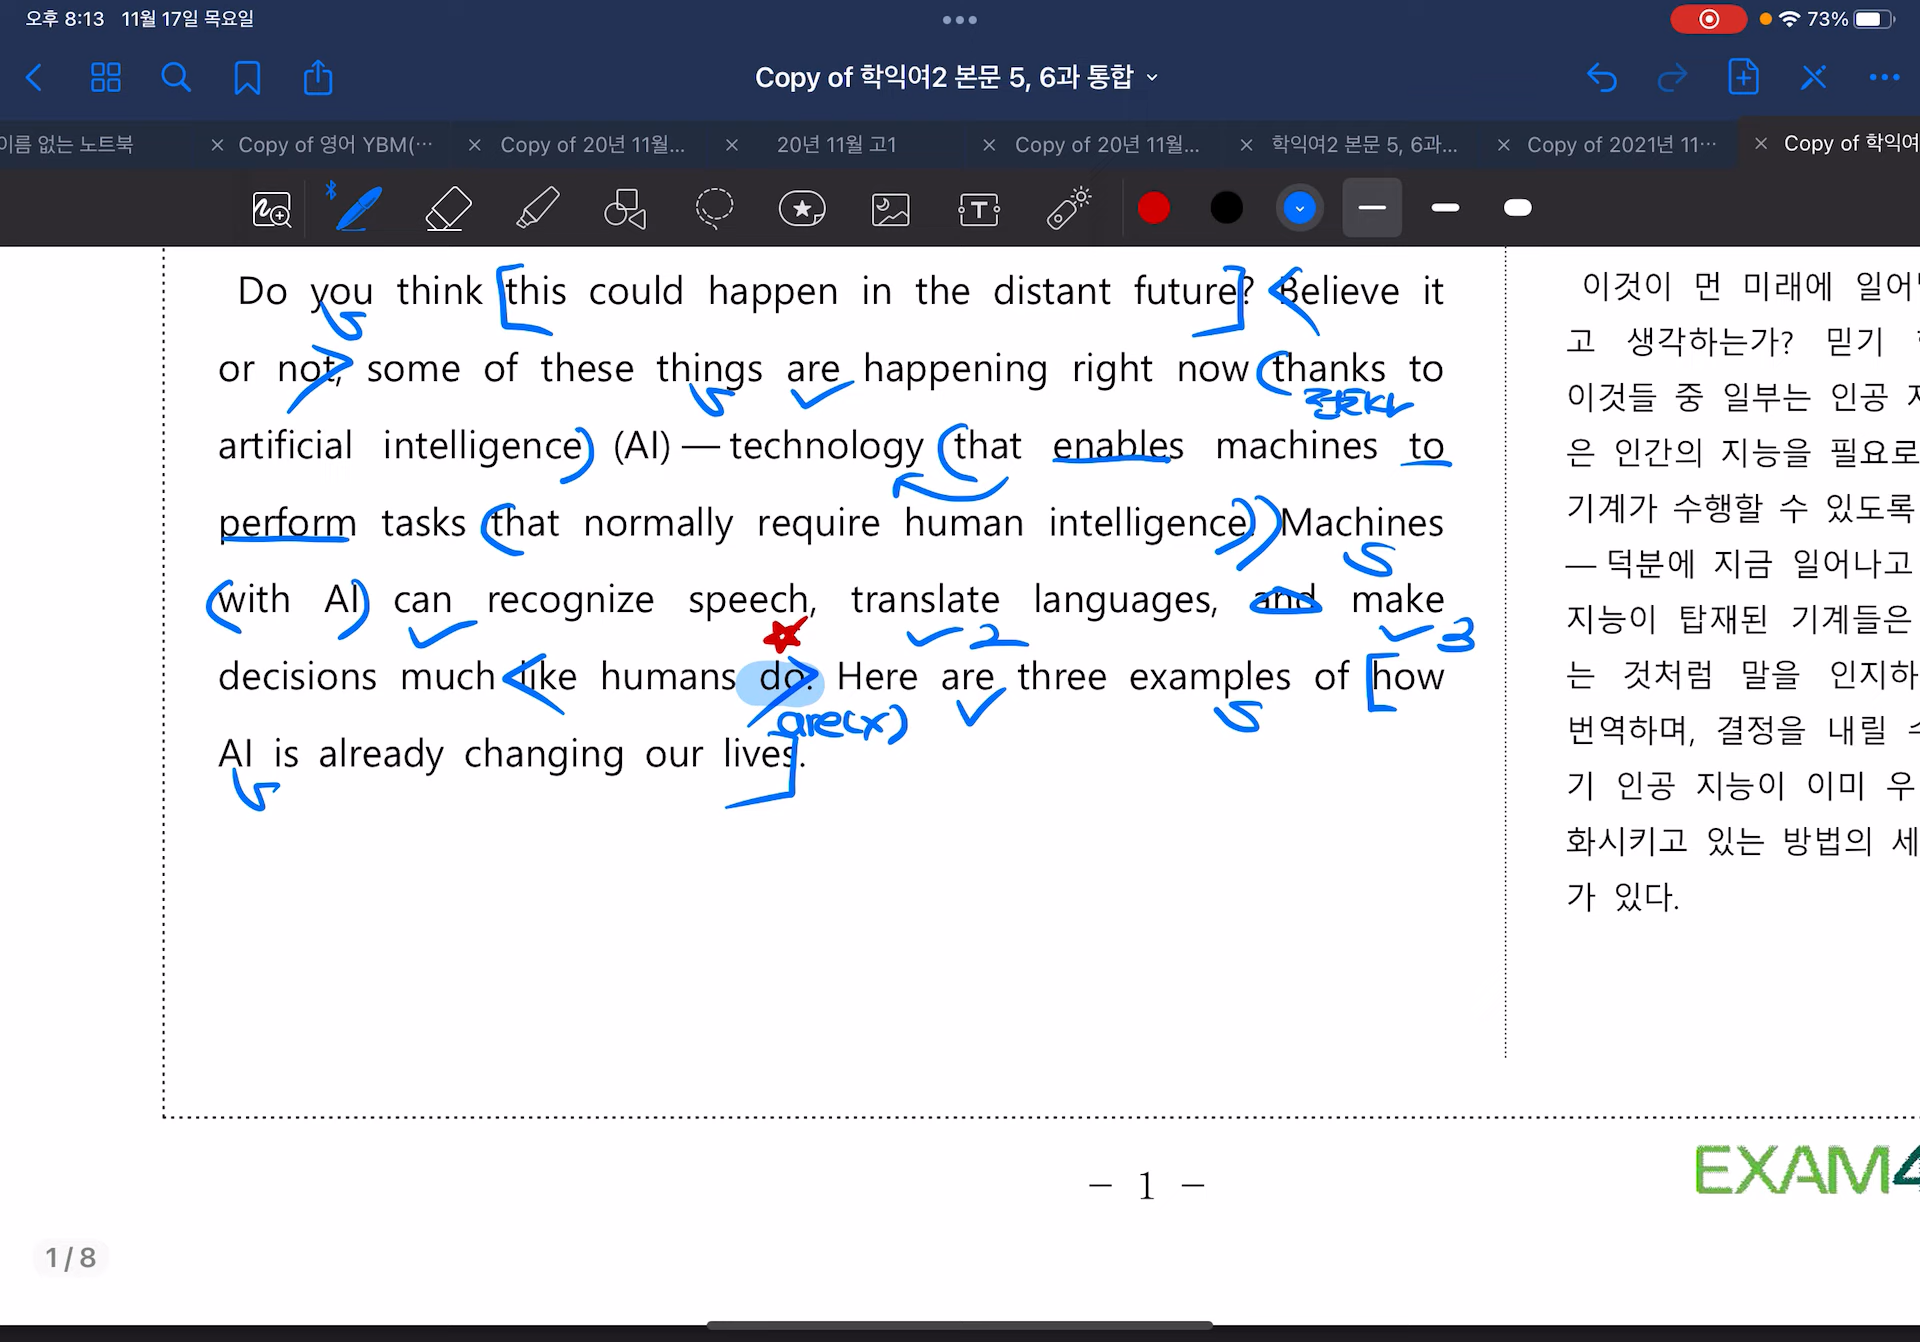 오후 8:13 11월 17일 목요일
73%
Copy of 학익여2 본문 5, 6과 통합
이름 없는 노트북
Copy of 영어 YBM(…
Copy of 20년 11월...
20년 11월 고1
Copy of 20년 11월...
학익여2 본문 5, 6과...
Copy of 2021년 11…
Copy of 학익여
Do you think this could happen in the distant future? Believe it
or not, some of these things are happening right now thanks to
artificial intelligence (AI) — technology that enables machines to
perform tasks that normally require human intelligence. Machines
with AI can recognize speech, translate languages, and make
2
3
decisions much like humans do. Here are three examples of how
are(x)
AI is already changing our lives.
이것이 먼 미래에 일어
고 생각하는가? 믿기
이것들 중 일부는 인공
은 인간의 지능을 필요로
기계가 수행할 수 있도록
— 덕분에 지금 일어나고
지능이 탑재된 기계들은
는 것처럼 말을 인지하
번역하며, 결정을 내릴
기 인공 지능이 이미 우
화시키고 있는 방법의 세
가 있다.
- 1 -
EXAM4
1 / 8